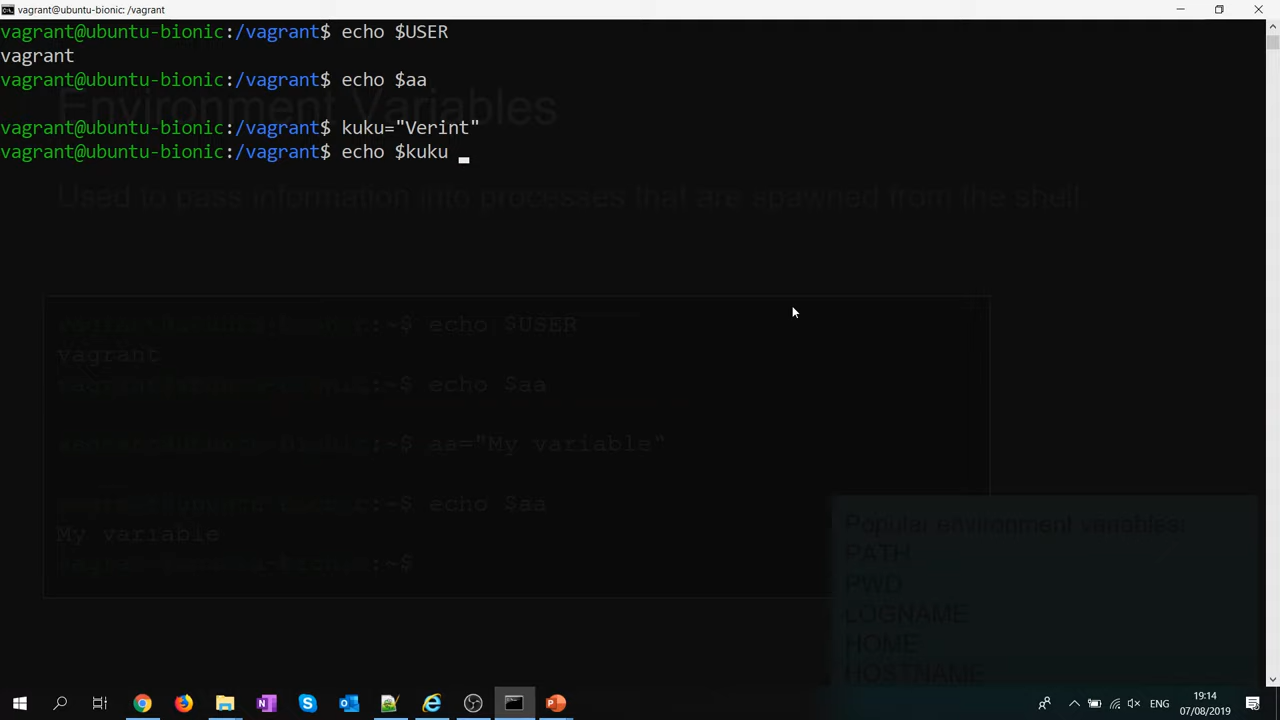 vagrant@ubuntu-bionic: /vagrant
vagrant@ubuntu-bionic:/vagrant$ echo $USER
vagrant
vagrant@ubuntu-bionic:/vagrant$ echo $aa
Environment Variables
vagrant@ubuntu-bionic:/vagrant$ kuku="Verint"
vagrant@ubuntu-bionic:/vagrant$ echo $kuku
Used to pass information into processes that are spawned from the shell
:~$ echo $USER
vagrant
:~$ echo $aa
:~$ aa="My variable"
:~$ echo $aa
My variable
:~$
Popular environment variables:
PATH
PWD
LOGNAME
HOME
HOSTNAME
ENG
19:14
07/08/2019